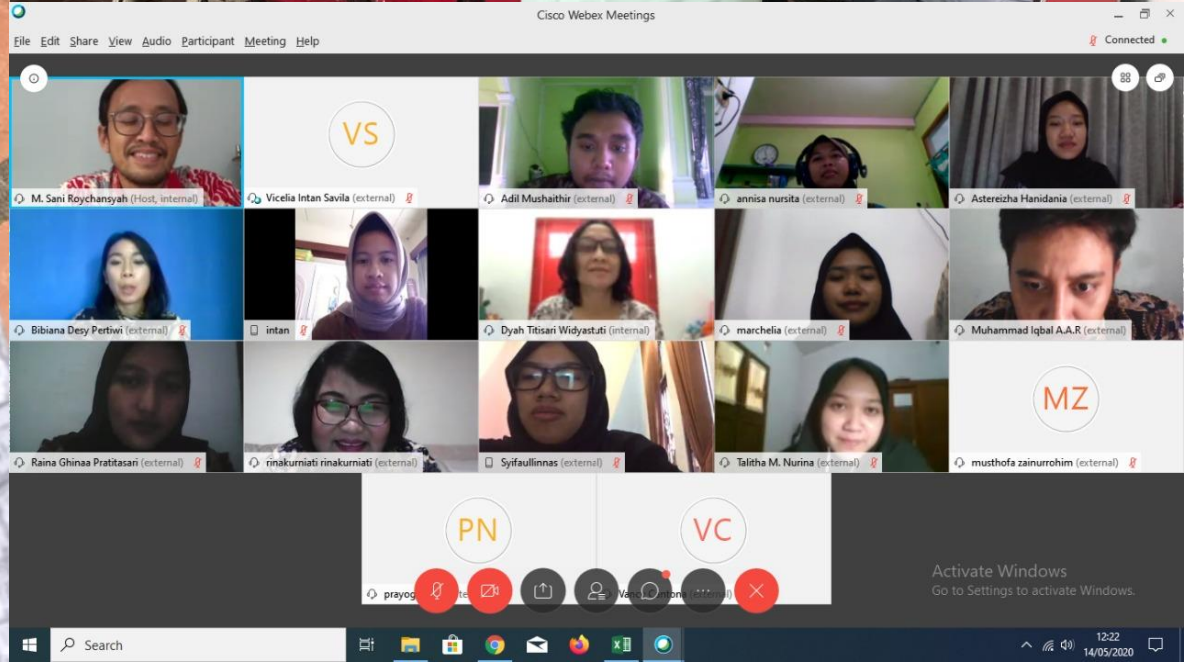 Cisco Webex Meetings
File Edit Share View Audio Participant Meeting Help
Connected
VS
M. Sani Roychansyah (Host, internal)
Vicelia Intan Savila (external)
Adil Mushaithir (external)
annisa nursita (external)
Astereizha Hanidania (external)
Bibiana Desy Pertiwi (external)
intan
Dyah Titisari Widyastuti (internal)
marchelia (external)
Muhammad Iqbal A.A.R (external)
MZ
Raina Ghinaa Pratitasari (external)
rinakurniati rinakurniati (external)
Syifaullinnas (external)
Talitha M. Nurina (external)
musthofa zainurrohim (external)
PN
VC
Activate Windows
Go to Settings to activate Windows.
Search
12:22
14/05/2020